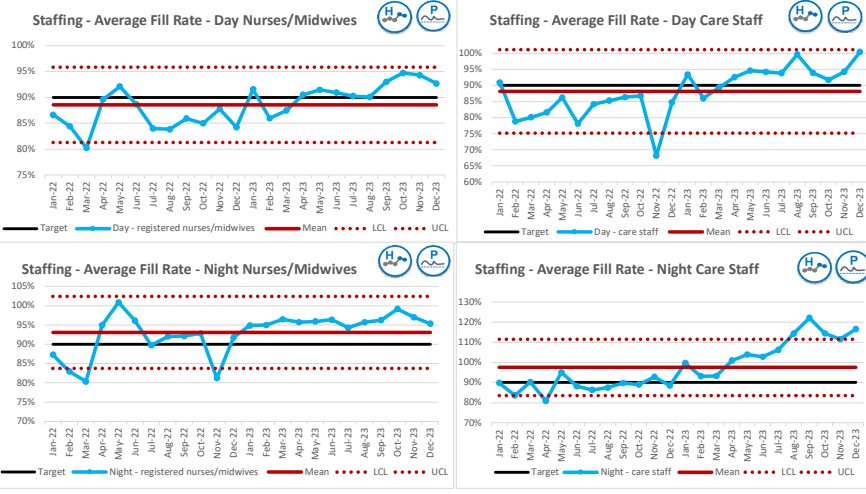 Staffing - Average Fill Rate - Day Nurses/Midwives
H
P
100%
95%
90%
85%
80%
75%
Jan-22 Feb-22 Mar-22 Apr-22 May-22 Jun-22 Jul-22 Aug-22 Sep-22 Oct-22 Nov-22 Dec-22 Jan-23 Feb-23 Mar-23 Apr-23 May-23 Jun-23 Jul-23 Aug-23 Sep-23 Oct-23 Nov-23 Dec-23
Target Day - registered nurses/midwives Mean LCL UCL
Staffing - Average Fill Rate - Day Care Staff
H
P
100%
95%
90%
85%
80%
75%
70%
65%
60%
Jan-22 Feb-22 Mar-22 Apr-22 May-22 Jun-22 Jul-22 Aug-22 Sep-22 Oct-22 Nov-22 Dec-22 Jan-23 Feb-23 Mar-23 Apr-23 May-23 Jun-23 Jul-23 Aug-23 Sep-23 Oct-23 Nov-23 Dec-23
Target Day - care staff Mean LCL UCL
Staffing - Average Fill Rate - Night Nurses/Midwives
H
P
105%
100%
95%
90%
85%
80%
75%
70%
Jan-22 Feb-22 Mar-22 Apr-22 May-22 Jun-22 Jul-22 Aug-22 Sep-22 Oct-22 Nov-22 Dec-22 Jan-23 Feb-23 Mar-23 Apr-23 May-23 Jun-23 Jul-23 Aug-23 Sep-23 Oct-23 Nov-23 Dec-23
Target Night - registered nurses/midwives Mean LCL UCL
Staffing - Average Fill Rate - Night Care Staff
H
P
130%
120%
110%
100%
90%
80%
70%
Jan-22 Feb-22 Mar-22 Apr-22 May-22 Jun-22 Jul-22 Aug-22 Sep-22 Oct-22 Nov-22 Dec-22 Jan-23 Feb-23 Mar-23 Apr-23 May-23 Jun-23 Jul-23 Aug-23 Sep-23 Oct-23 Nov-23 Dec-23
Target Night - care staff Mean LCL UCL